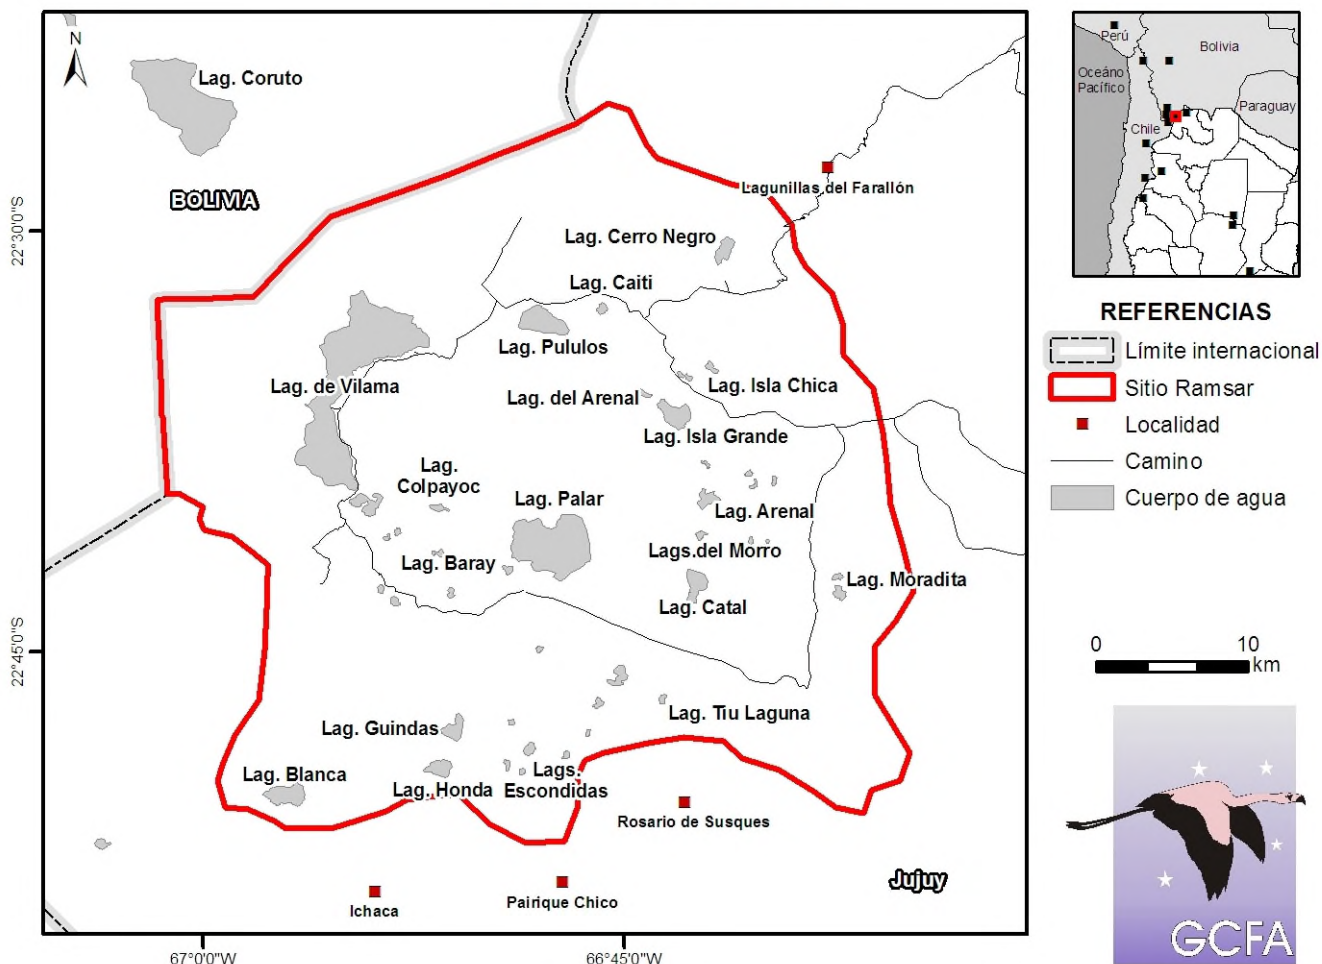 N
Lag. Coruto
BOLIVIA
Lagunillas del Farallón
Lag. Cerro Negro
Lag. Caiti
Lag. Pululos
Lag. de Vilama
Lag. Isla Chica
Lag. del Arenal
Lag. Isla Grande
Lag.
Colpayoc
Lag. Palar
Lag. Arenal
Lags.del Morro
Lag. Baray
Lag. Moradita
Lag. Catal
Lag. Tiu Laguna
Lag. Guindas
Lag. Blanca
Lag. Honda
Lags.
Escondidas
Rosario de Susques
Jujuy
Pairique Chico
Ichaca
22°30'0"S
22°45'0"S
67°0'0"W
66°45'0"W
Perú
Bolivia
Oceáno
Pacífico
Paraguay
Chile
REFERENCIAS
Límite internacional
Sitio Ramsar
Localidad
Camino
Cuerpo de agua
0 10
km
GCFA